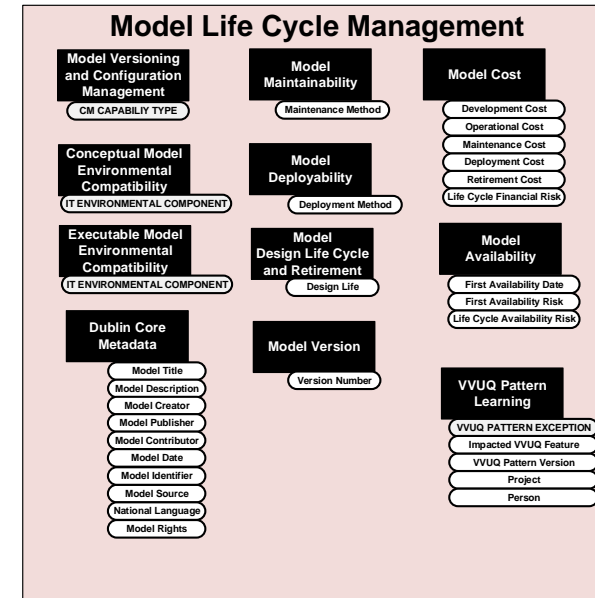 Model Life Cycle Management
Model Versioning
and Configuration
Management
CM CAPABILIY TYPE
Conceptual Model
Environmental
Compatibility
IT ENVIRONMENTAL COMPONENT
Executable Model
Environmental
Compatibility
IT ENVIRONMENTAL COMPONENT
Dublin Core
Metadata
Model Title
Model Description
Model Creator
Model Publisher
Model Contributor
Model Date
Model Identifier
Model Source
National Language
Model Rights
Model
Maintainability
Maintenance Method
Model
Deployability
Deployment Method
Model
Design Life Cycle
and Retirement
Design Life
Model Version
Version Number
Model Cost
Development Cost
Operational Cost
Maintenance Cost
Deployment Cost
Retirement Cost
Life Cycle Financial Risk
Model
Availability
First Availability Date
First Availability Risk
Life Cycle Availability Risk
VVUQ Pattern
Learning
VVUQ PATTERN EXCEPTION
Impacted VVUQ Feature
VVUQ Pattern Version
Project
Person